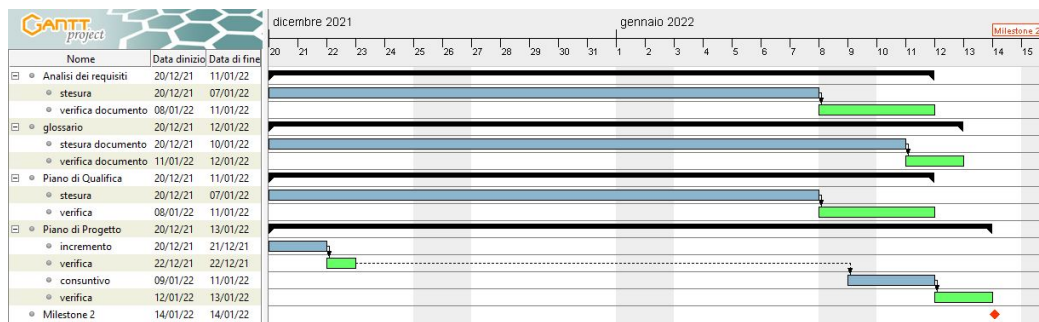 GANTT
project
dicembre 2021
gennaio 2022
Milestone 2
20 21 22 23 24 25 26 27 28 29 30 31 1 2 3 4 5 6 7 8 9 10 11 12 13 14 15
Nome Data dinizio Data di fine
Analisi dei requisiti 20/12/21 11/01/22
stesura 20/12/21 07/01/22
verifica documento 08/01/22 11/01/22
glossario 20/12/21 12/01/22
stesura documento 20/12/21 10/01/22
verifica documento 11/01/22 12/01/22
Piano di Qualifica 20/12/21 11/01/22
stesura 20/12/21 07/01/22
verifica 08/01/22 11/01/22
Piano di Progetto 20/12/21 13/01/22
incremento 20/12/21 21/12/21
verifica 22/12/21 22/12/21
consuntivo 09/01/22 11/01/22
verifica 12/01/22 13/01/22
Milestone 2 14/01/22 14/01/22